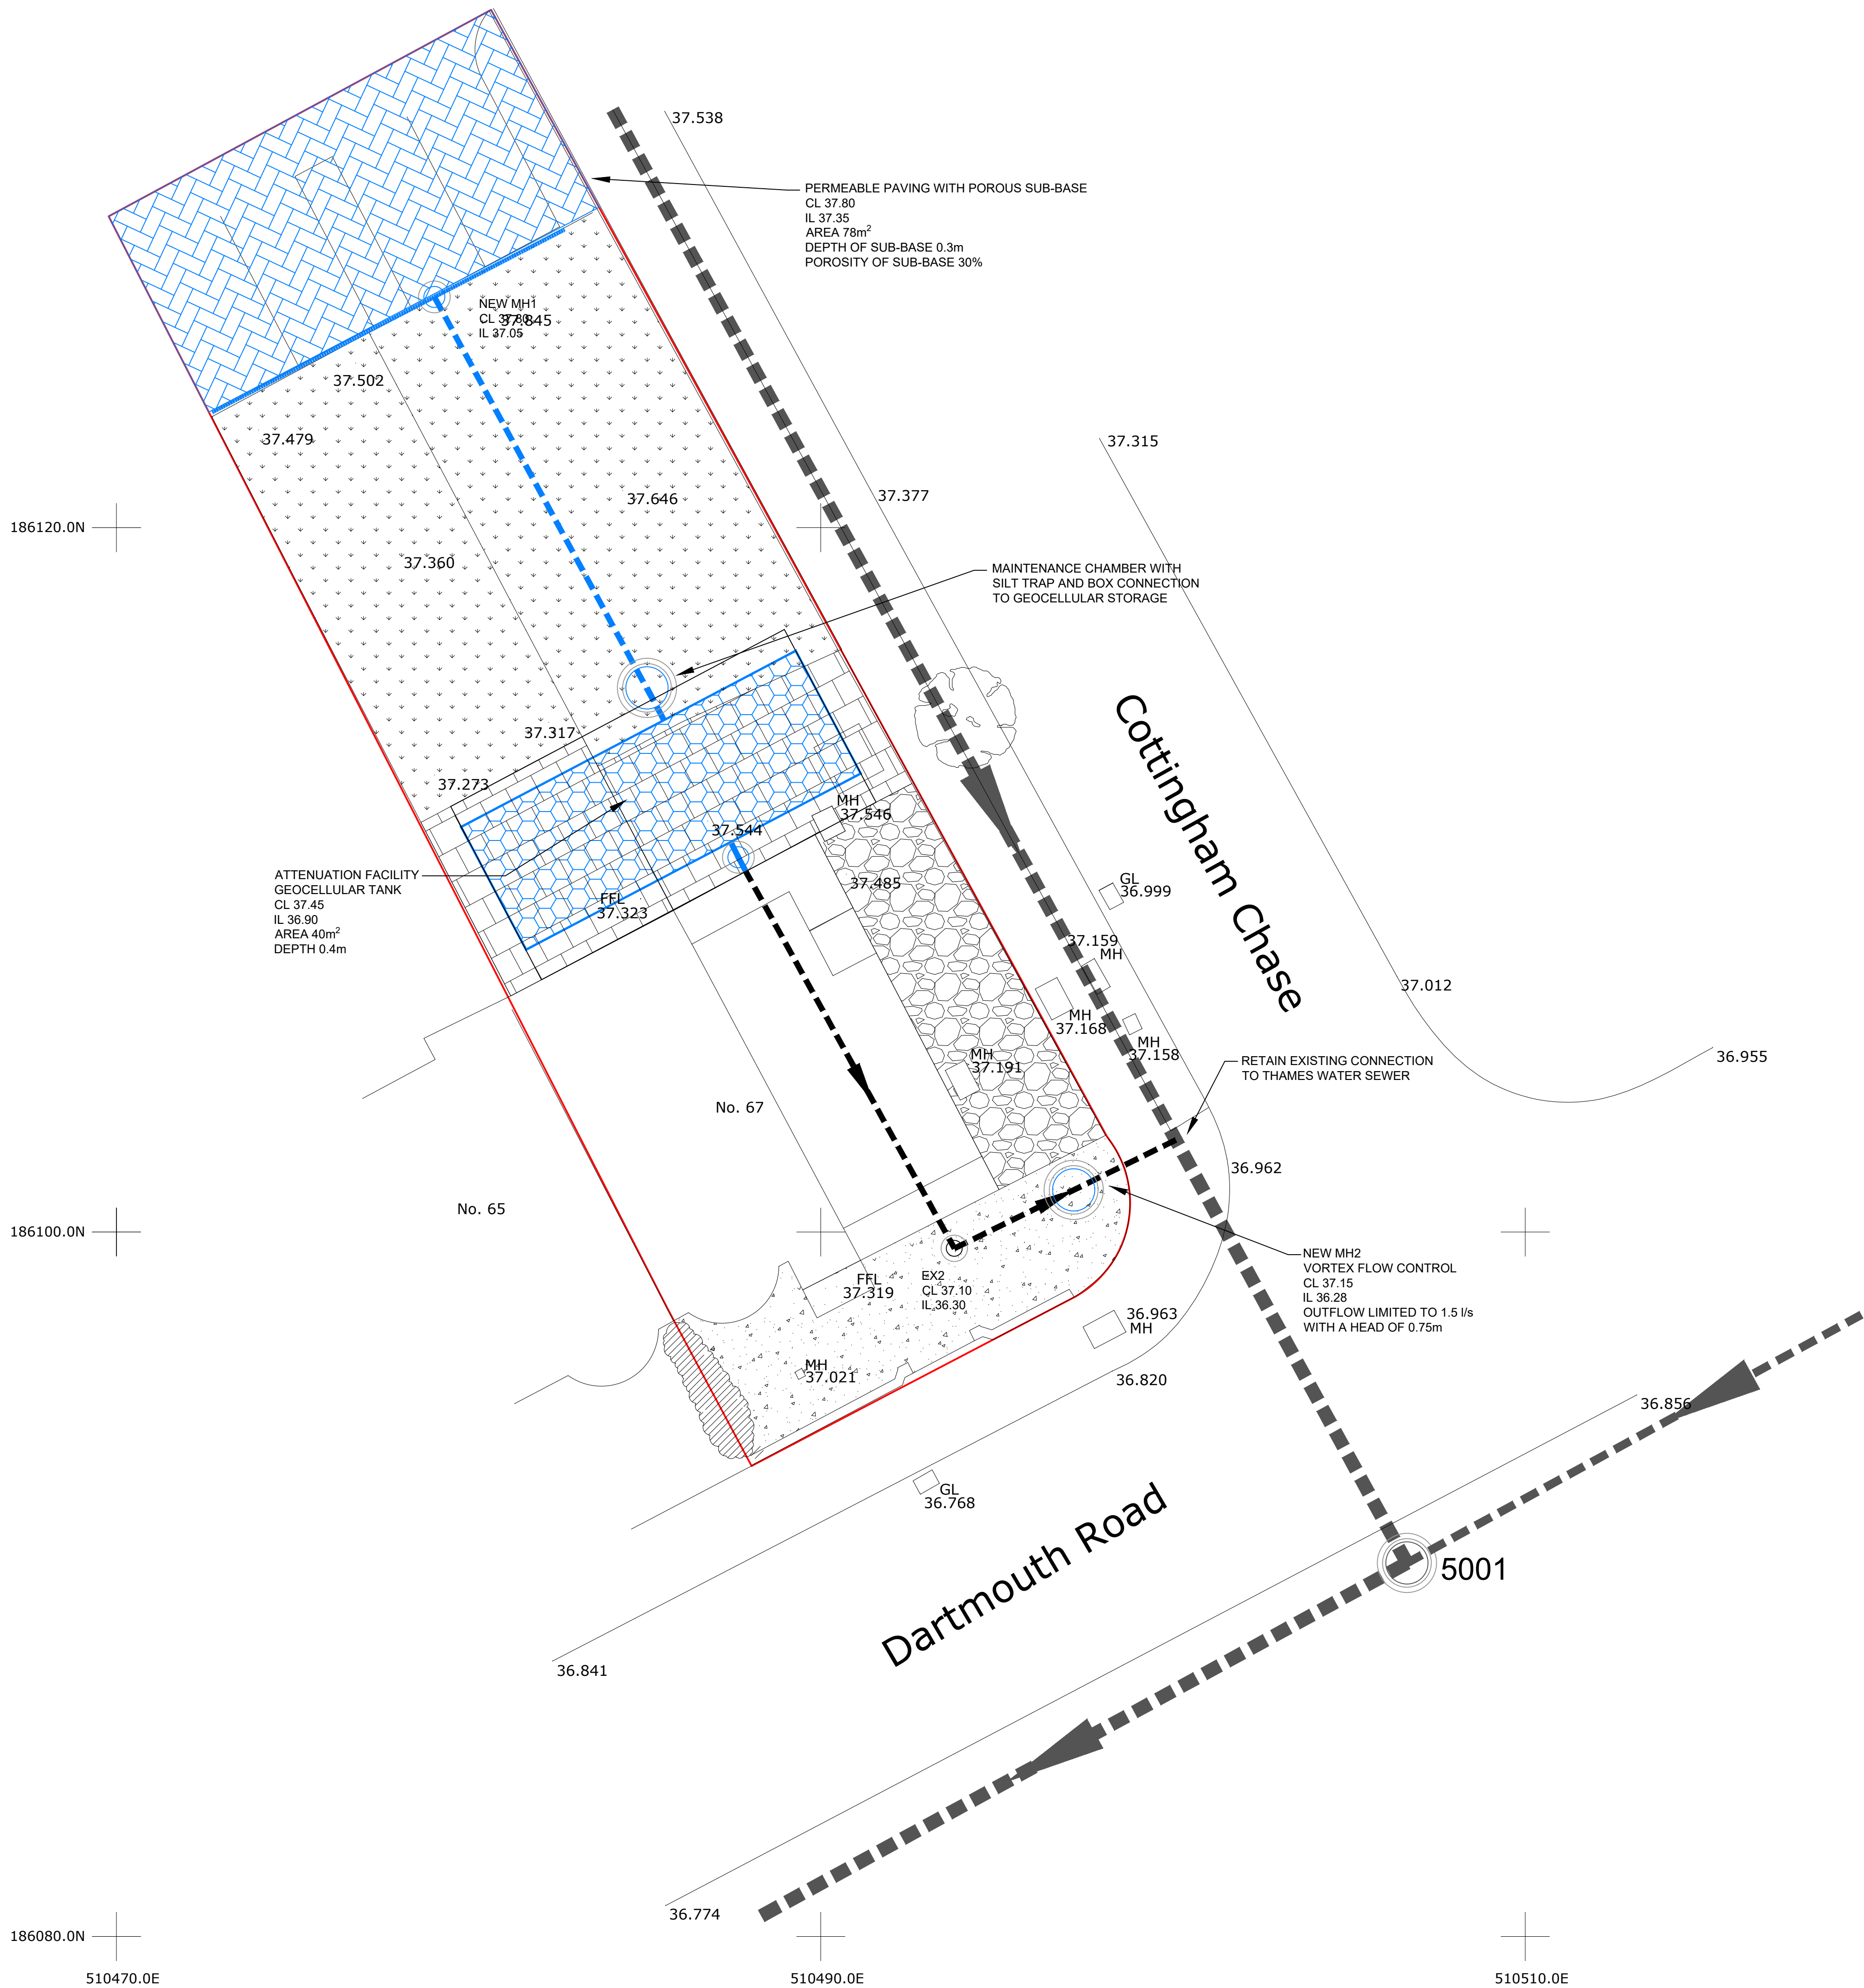 37.538
PERMEABLE PAVING WITH POROUS SUB-BASE
CL 37.80
IL 37.35
AREA 78m²
DEPTH OF SUB-BASE 0.3m
POROSITY OF SUB-BASE 30%
NEW MH1
CL 37.80
37.845
IL 37.05
37.502
37.479
37.315
37.646
37.377
186120.0N
37.360
MAINTENANCE CHAMBER WITH
SILT TRAP AND BOX CONNECTION
TO GEOCELLULAR STORAGE
Cottingham Chase
37.317
37.273
MH
37.546
37.544
ATTENUATION FACILITY
GEOCELLULAR TANK
CL 37.45
IL 36.90
AREA 40m²
DEPTH 0.4m
37.485
FFL
37.323
GL
36.999
37.159
MH
37.012
MH
37.168
MH
37.158
36.955
MH
37.191
RETAIN EXISTING CONNECTION
TO THAMES WATER SEWER
No. 67
36.962
No. 65
186100.0N
NEW MH2
VORTEX FLOW CONTROL
CL 37.15
IL 36.28
OUTFLOW LIMITED TO 1.5 l/s
WITH A HEAD OF 0.75m
FFL
37.319
EX2
CL 37.10
IL 36.30
36.963
MH
MH
37.021
36.820
36.856
GL
36.768
Dartmouth Road
5001
36.841
36.774
186080.0N
510470.0E
510490.0E
510510.0E